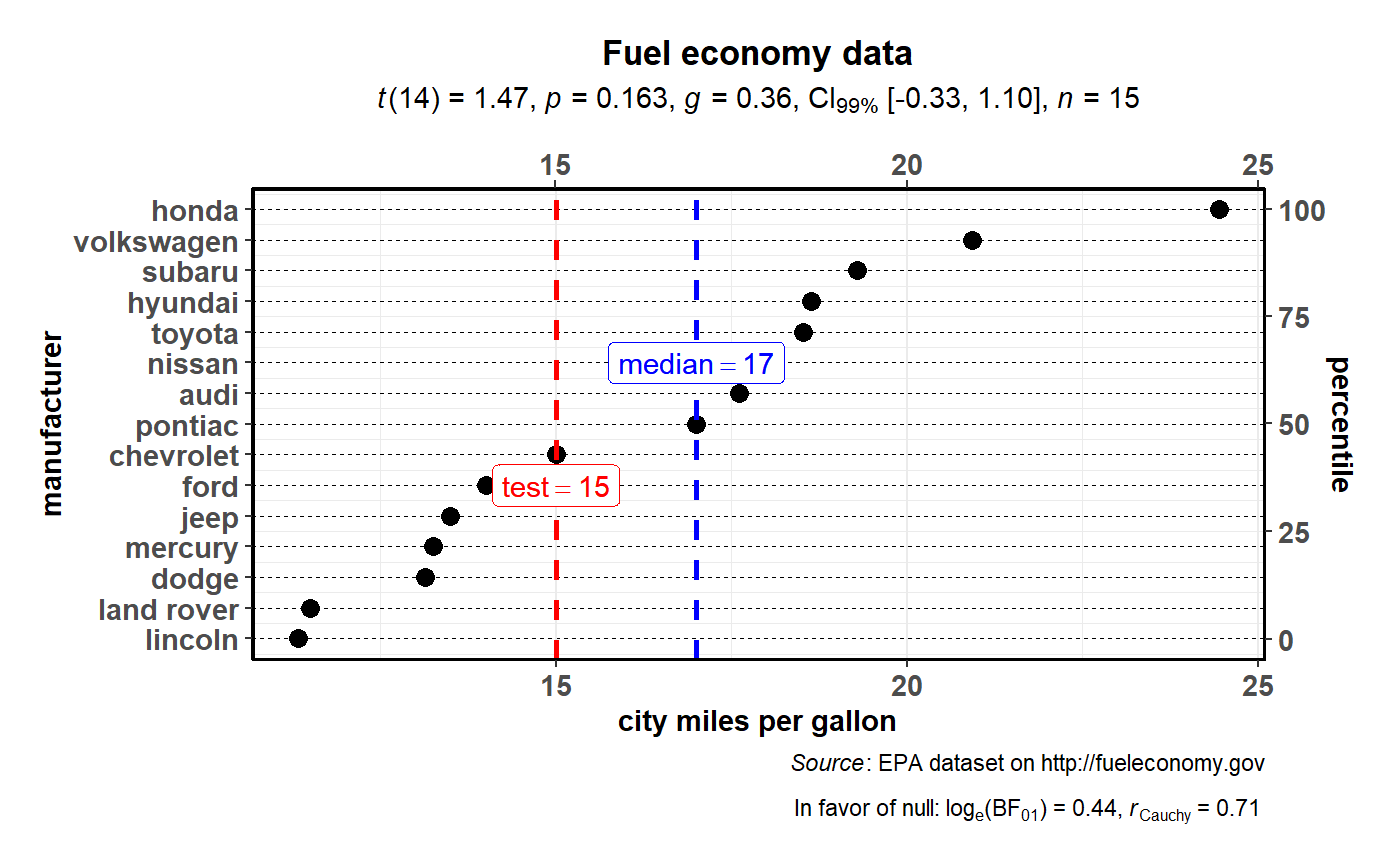 Fuel economy data
t(14) = 1.47, p = 0.163, g = 0.36, CI99% [-0.33, 1.10], n = 15
15 20 25
honda 100
volkswagen
subaru
hyundai
75
toyota
nissan median = 17
audi
pontiac 50
chevrolet
ford test = 15
jeep
25
mercury
dodge
land rover
lincoln 0
manufacturer
percentile
15 20 25
city miles per gallon
Source: EPA dataset on http://fueleconomy.gov
In favor of null: loge(BF01) = 0.44, rCauchy = 0.71